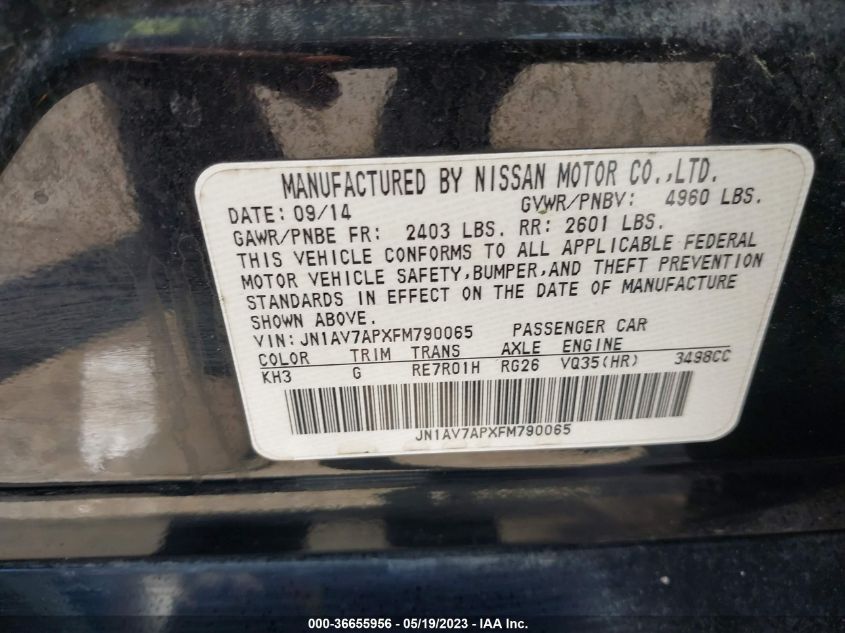 MANUFACTURED BY NISSAN MOTOR CO.,LTD.
DATE: 09/14 GVWR/PNBV: 4960 LBS.
GAWR/PNBE FR: 2403 LBS. RR: 2601 LBS.
THIS VEHICLE CONFORMS TO ALL APPLICABLE FEDERAL
MOTOR VEHICLE SAFETY,BUMPER,AND THEFT PREVENTION
STANDARDS IN EFFECT ON THE DATE OF MANUFACTURE
SHOWN ABOVE.
VIN: JN1AV7APXFM790065 PASSENGER CAR
COLOR TRIM TRANS AXLE ENGINE
KH3 G RE7R01H RG26 VQ35(HR) 3498CC
JN1AV7APXFM790065
000-36655956 - 05/19/2023 - IAA Inc.